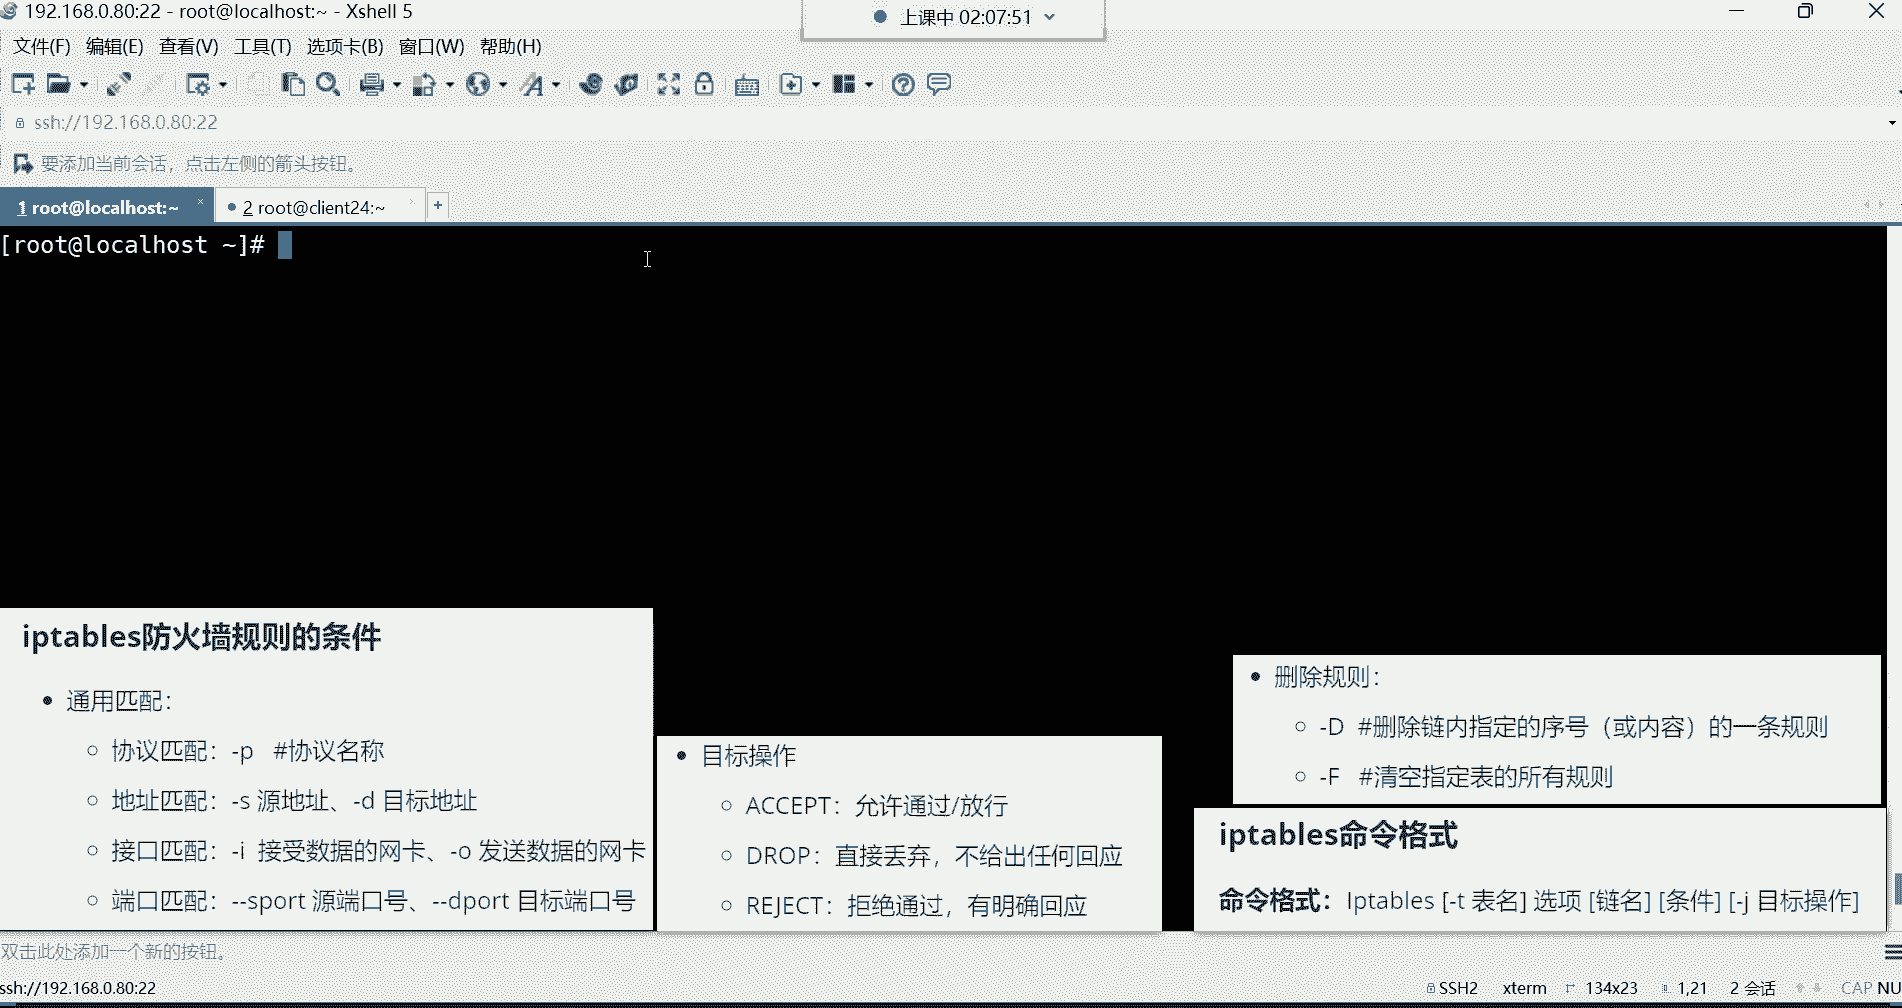 192.168.0.80:22 - root@localhost:~ - Xshell 5
上课中 02:07:51
文件(F) 编辑(E) 查看(V) 工具(T) 选项卡(B) 窗口(W) 帮助(H)
ssh://192.168.0.80:22
要添加当前会话，点击左侧的箭头按钮。
1 root@localhost:~ × 2 root@client24:~ +
[root@localhost ~]#
iptables防火墙规则的条件
通用匹配：
协议匹配：-p #协议名称
地址匹配：-s 源地址、-d 目标地址
接口匹配：-i 接受数据的网卡、-o 发送数据的网卡
端口匹配：--sport 源端口号、--dport 目标端口号
目标操作
ACCEPT：允许通过/放行
DROP：直接丢弃，不给出任何回应
REJECT：拒绝通过，有明确回应
删除规则：
-D #删除链内指定的序号（或内容）的一条规则
-F #清空指定表的所有规则
iptables命令格式
命令格式：Iptables [-t 表名] 选项 [链名] [条件] [-j 目标操作]
双击此处添加一个新的按钮。
ssh://192.168.0.80:22 SSH2 xterm 134x23 1,21 2 会话 CAP NU